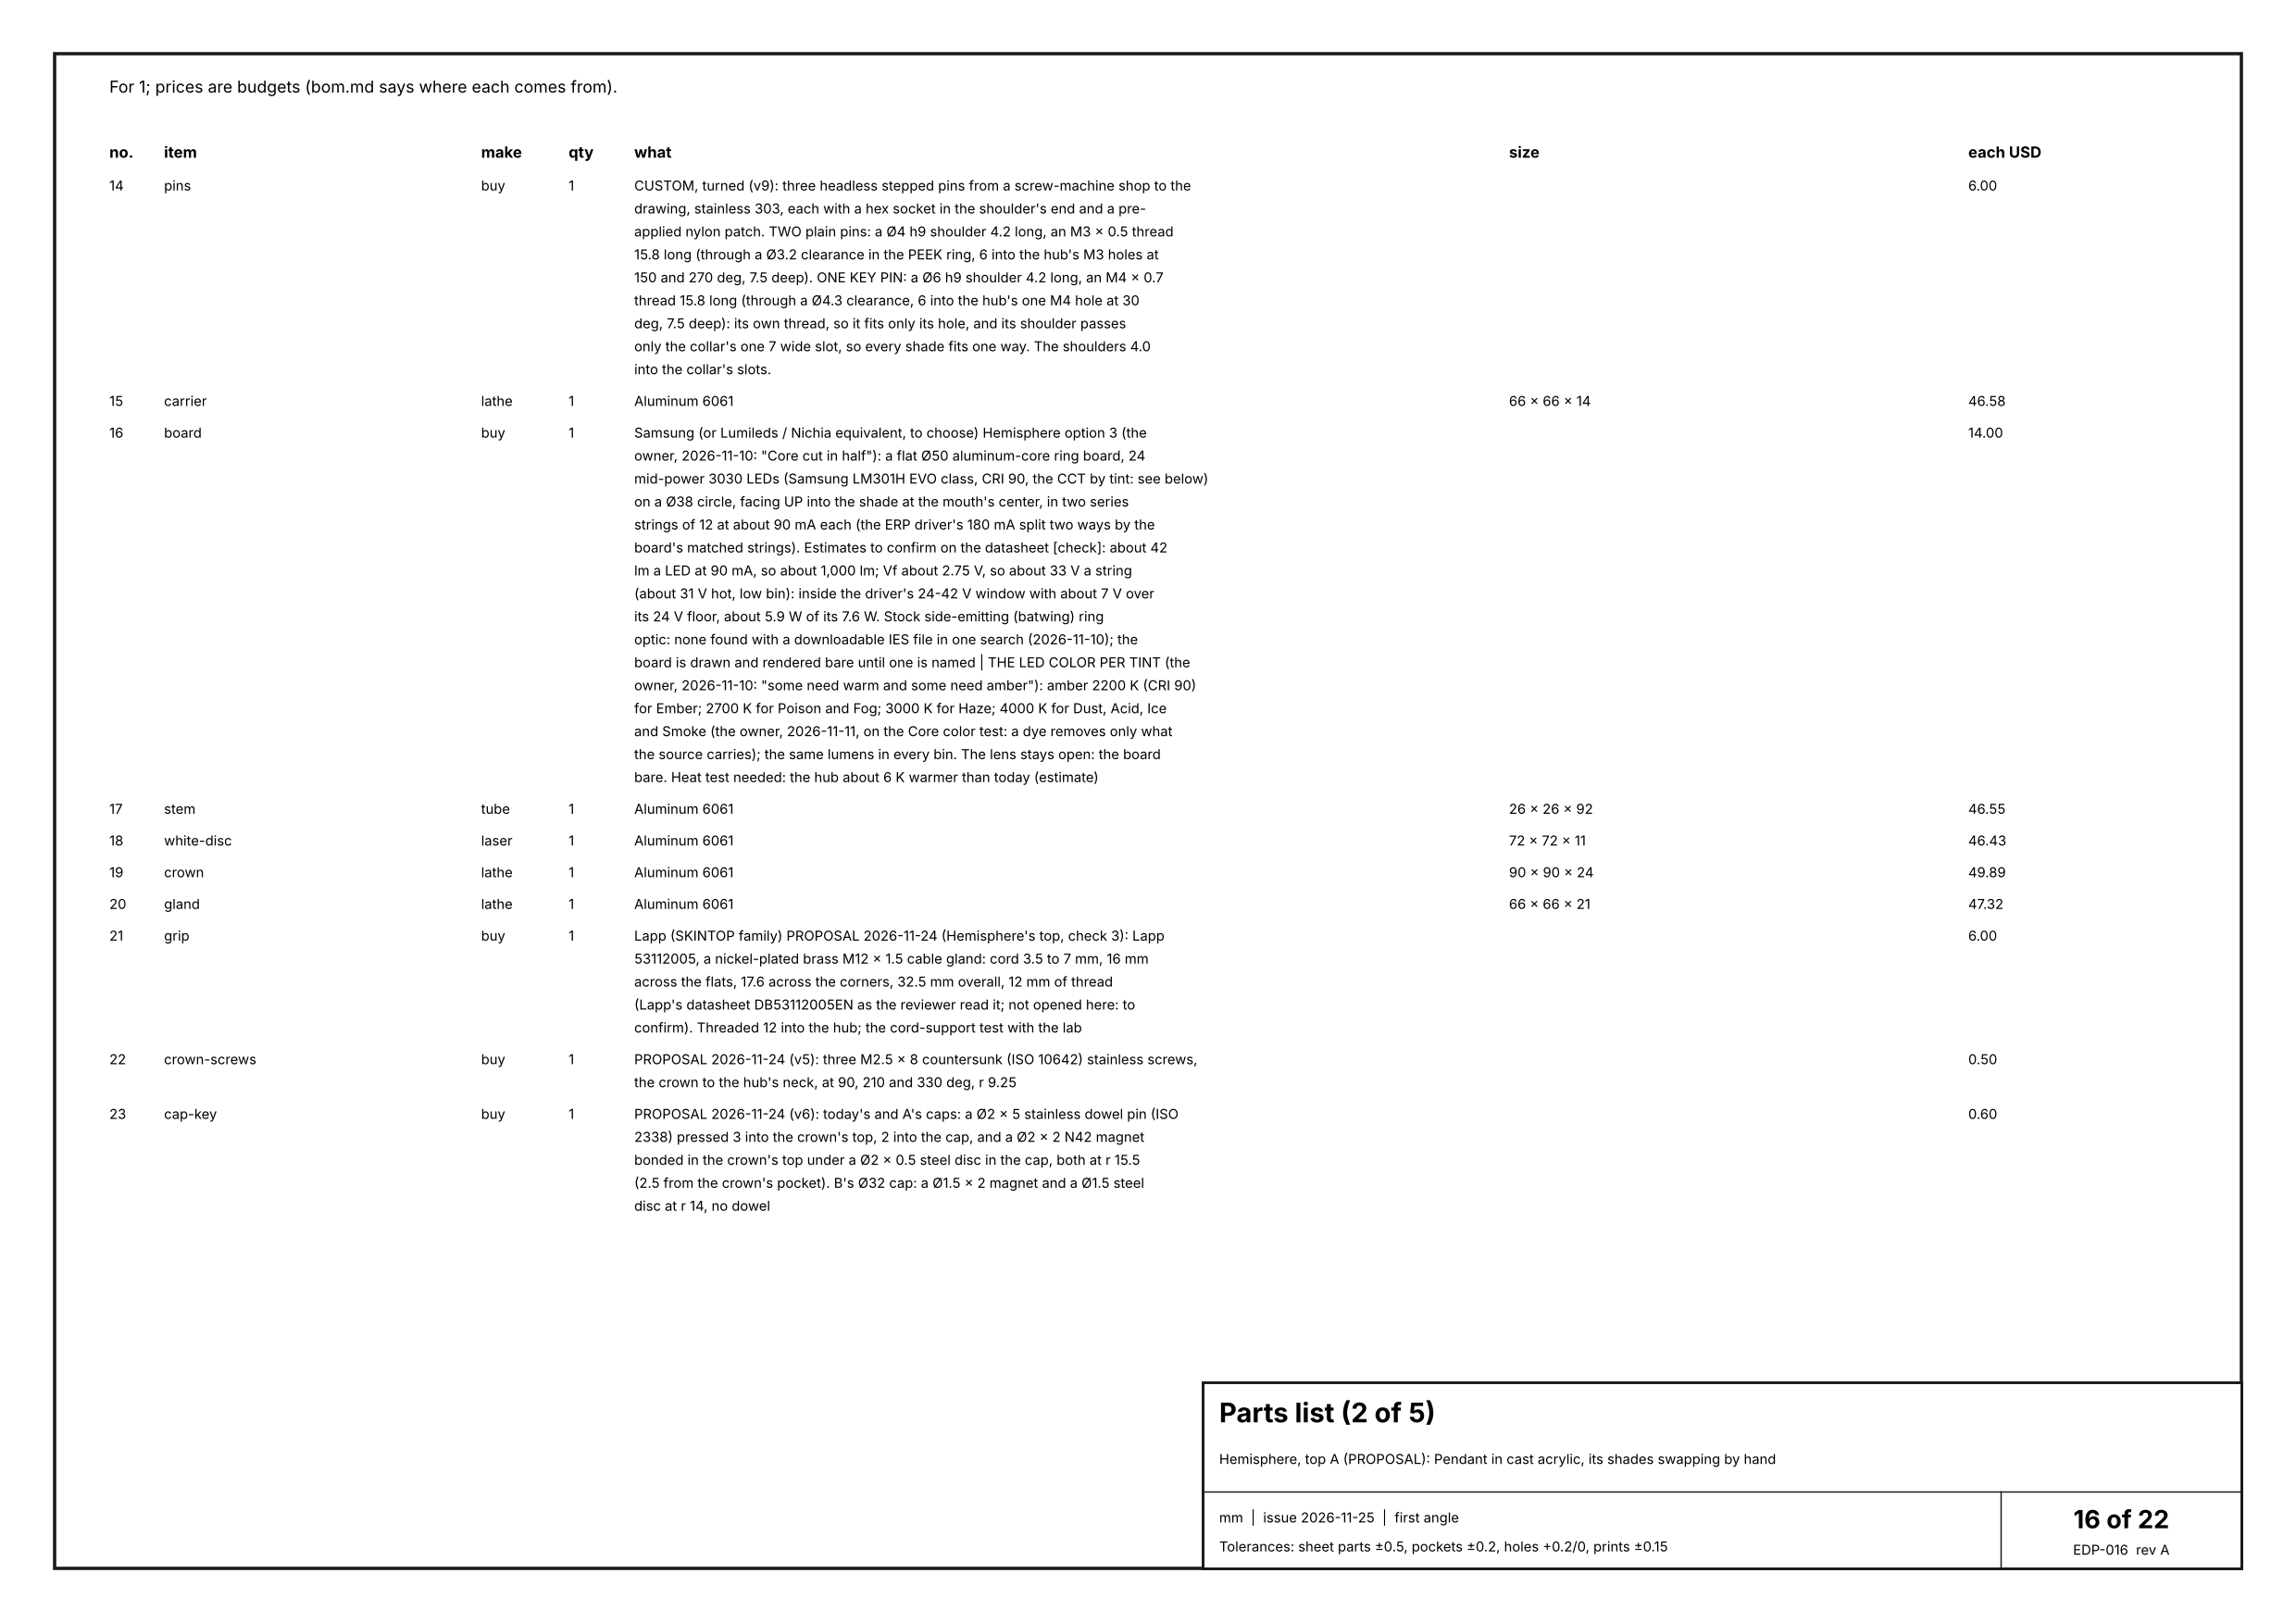 For 1; prices are budgets (bom.md says where each comes from).
no. item make qty what size each USD
14 pins buy 1 CUSTOM, turned (v9): three headless stepped pins from a screw-machine shop to the 6.00
drawing, stainless 303, each with a hex socket in the shoulder's end and a pre-
applied nylon patch. TWO plain pins: a Ø4 h9 shoulder 4.2 long, an M3 × 0.5 thread
15.8 long (through a Ø3.2 clearance in the PEEK ring, 6 into the hub's M3 holes at
150 and 270 deg, 7.5 deep). ONE KEY PIN: a Ø6 h9 shoulder 4.2 long, an M4 × 0.7
thread 15.8 long (through a Ø4.3 clearance, 6 into the hub's one M4 hole at 30
deg, 7.5 deep): its own thread, so it fits only its hole, and its shoulder passes
only the collar's one 7 wide slot, so every shade fits one way. The shoulders 4.0
into the collar's slots.
15 carrier lathe 1 Aluminum 6061 66 × 66 × 14 46.58
16 board buy 1 Samsung (or Lumileds / Nichia equivalent, to choose) Hemisphere option 3 (the 14.00
owner, 2026-11-10: "Core cut in half"): a flat Ø50 aluminum-core ring board, 24
mid-power 3030 LEDs (Samsung LM301H EVO class, CRI 90, the CCT by tint: see below)
on a Ø38 circle, facing UP into the shade at the mouth's center, in two series
strings of 12 at about 90 mA each (the ERP driver's 180 mA split two ways by the
board's matched strings). Estimates to confirm on the datasheet [check]: about 42
lm a LED at 90 mA, so about 1,000 lm; Vf about 2.75 V, so about 33 V a string
(about 31 V hot, low bin): inside the driver's 24-42 V window with about 7 V over
its 24 V floor, about 5.9 W of its 7.6 W. Stock side-emitting (batwing) ring
optic: none found with a downloadable IES file in one search (2026-11-10); the
board is drawn and rendered bare until one is named | THE LED COLOR PER TINT (the
owner, 2026-11-10: "some need warm and some need amber"): amber 2200 K (CRI 90)
for Ember; 2700 K for Poison and Fog; 3000 K for Haze; 4000 K for Dust, Acid, Ice
and Smoke (the owner, 2026-11-11, on the Core color test: a dye removes only what
the source carries); the same lumens in every bin. The lens stays open: the board
bare. Heat test needed: the hub about 6 K warmer than today (estimate)
17 stem tube 1 Aluminum 6061 26 × 26 × 92 46.55
18 white-disc laser 1 Aluminum 6061 72 × 72 × 11 46.43
19 crown lathe 1 Aluminum 6061 90 × 90 × 24 49.89
20 gland lathe 1 Aluminum 6061 66 × 66 × 21 47.32
21 grip buy 1 Lapp (SKINTOP family) PROPOSAL 2026-11-24 (Hemisphere's top, check 3): Lapp 6.00
53112005, a nickel-plated brass M12 × 1.5 cable gland: cord 3.5 to 7 mm, 16 mm
across the flats, 17.6 across the corners, 32.5 mm overall, 12 mm of thread
(Lapp's datasheet DB53112005EN as the reviewer read it; not opened here: to
confirm). Threaded 12 into the hub; the cord-support test with the lab
22 crown-screws buy 1 PROPOSAL 2026-11-24 (v5): three M2.5 × 8 countersunk (ISO 10642) stainless screws, 0.50
the crown to the hub's neck, at 90, 210 and 330 deg, r 9.25
23 cap-key buy 1 PROPOSAL 2026-11-24 (v6): today's and A's caps: a Ø2 × 5 stainless dowel pin (ISO 0.60
2338) pressed 3 into the crown's top, 2 into the cap, and a Ø2 × 2 N42 magnet
bonded in the crown's top under a Ø2 × 0.5 steel disc in the cap, both at r 15.5
(2.5 from the crown's pocket). B's Ø32 cap: a Ø1.5 × 2 magnet and a Ø1.5 steel
disc at r 14, no dowel
Parts list (2 of 5)
Hemisphere, top A (PROPOSAL): Pendant in cast acrylic, its shades swapping by hand
mm | issue 2026-11-25 | first angle
Tolerances: sheet parts ±0.5, pockets ±0.2, holes +0.2/0, prints ±0.15
16 of 22
EDP-016 rev A